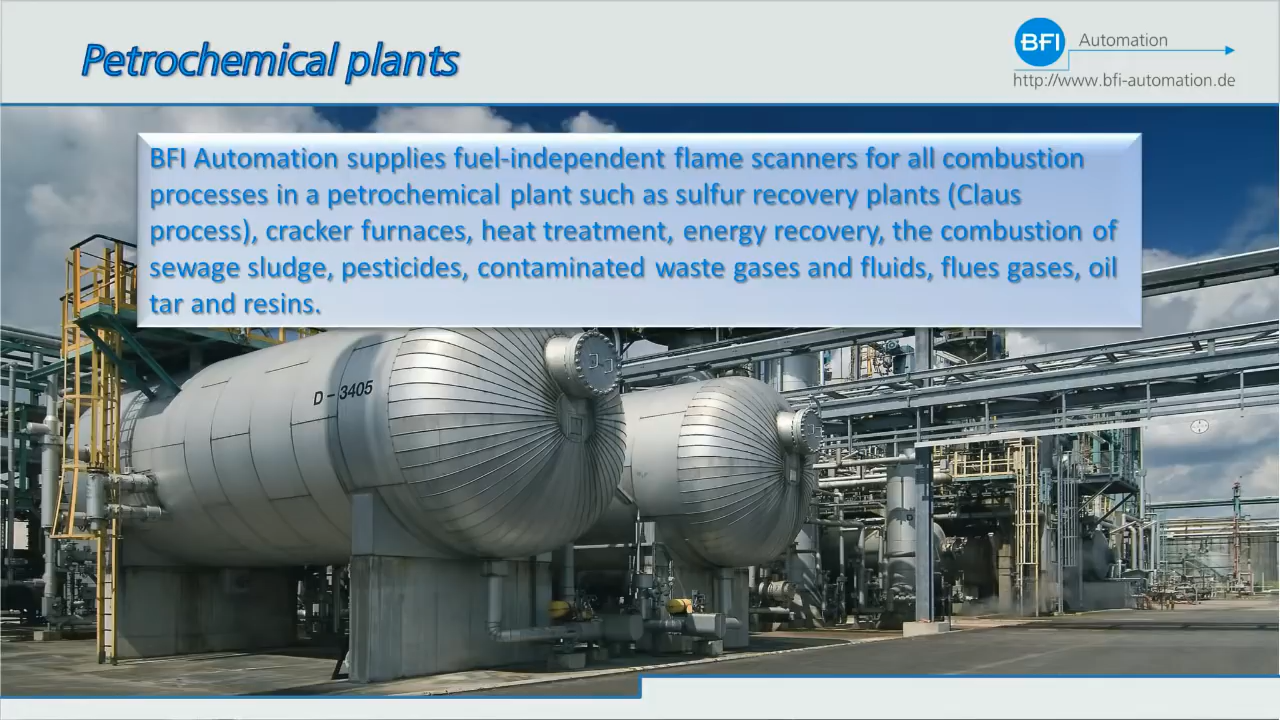 Petrochemical plants
BFI Automation
http://www.bfi-automation.de
BFI Automation supplies fuel-independent flame scanners for all combustion
processes in a petrochemical plant such as sulfur recovery plants (Claus
process), cracker furnaces, heat treatment, energy recovery, the combustion of
sewage sludge, pesticides, contaminated waste gases and fluids, flues gases, oil
tar and resins.
D - 3405